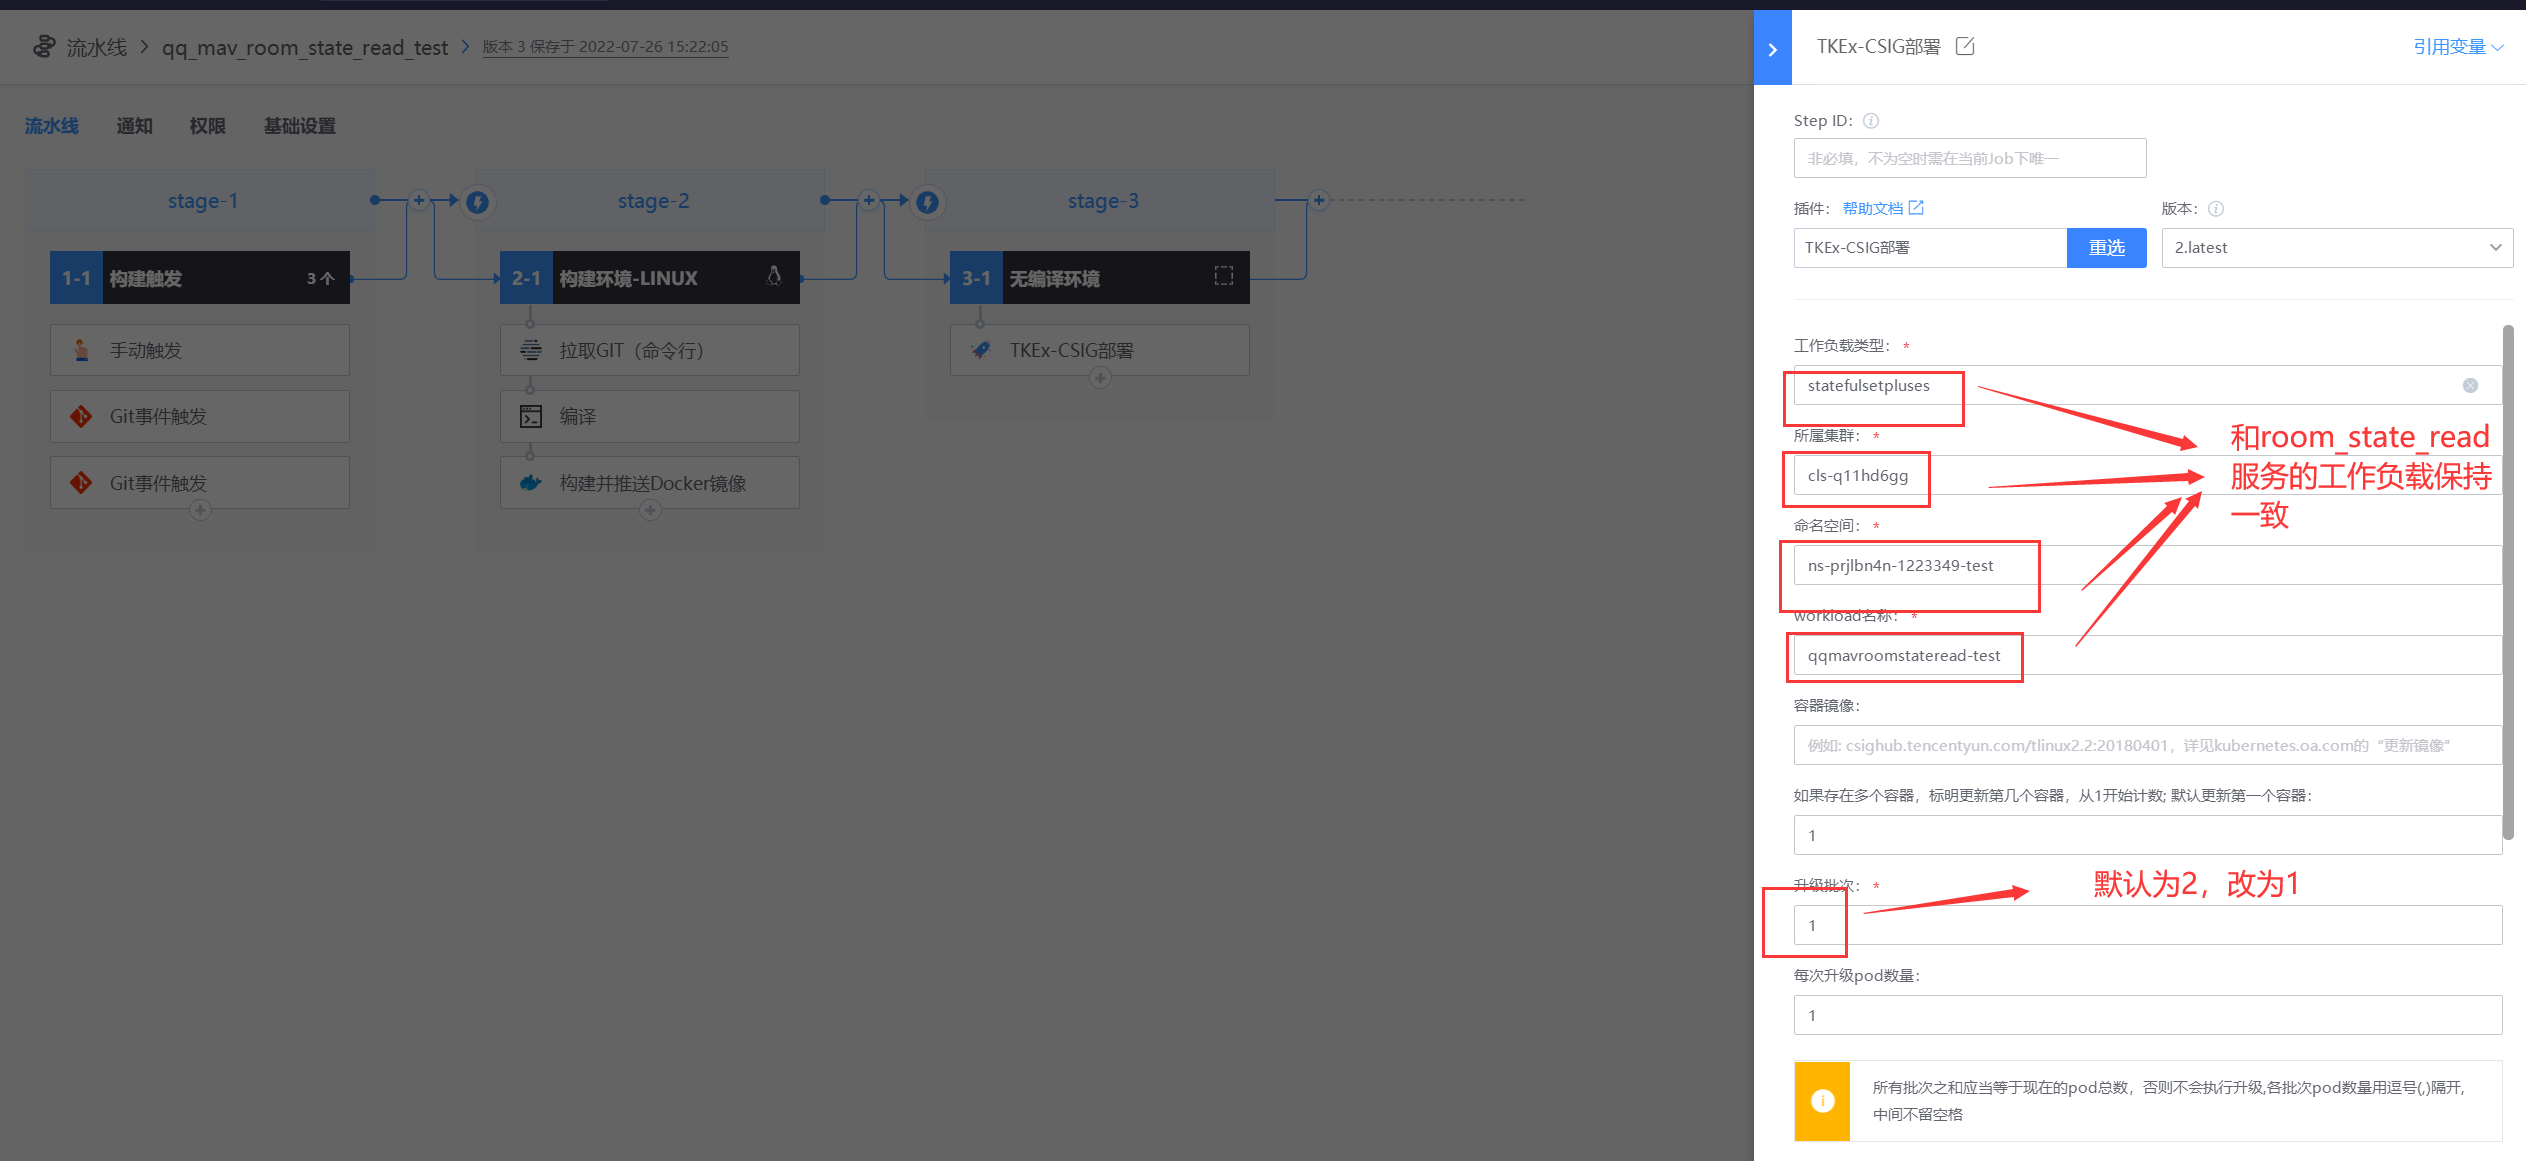 流水线 > qq_mav_room_state_read_test > 版本 3 保存于 2022-07-26 15:22:05
流水线 通知 权限 基础设置
stage-1
1-1 构建触发 3 个
手动触发
Git事件触发
Git事件触发
stage-2
2-1 构建环境-LINUX
拉取GIT（命令行）
编译
构建并推送Docker镜像
stage-3
3-1 无编译环境
TKEx-CSIG部署
TKEx-CSIG部署
引用变量
Step ID:
非必填，不为空时需在当前Job下唯一
插件： 帮助文档
版本：
TKEx-CSIG部署 重选
2.latest
工作负载类型： *
statefulsetpluses
所属集群： *
cls-q11hd6gg
命名空间： *
ns-prjlbn4n-1223349-test
workload名称： *
qqmavroomstateread-test
和room_state_read
服务的工作负载保持
一致
容器镜像：
例如: csighub.tencentyun.com/tlinux2.2:20180401，详见kubernetes.oa.com的“更新镜像”
如果存在多个容器，标明更新第几个容器，从1开始计数; 默认更新第一个容器：
1
升级批次： *
1
默认为2，改为1
每次升级pod数量：
1
所有批次之和应当等于现在的pod总数，否则不会执行升级,各批次pod数量用逗号(,)隔开,
中间不留空格